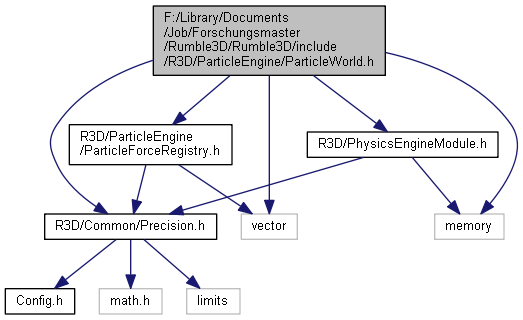 F:/Library/Documents
/Job/Forschungsmaster
/Rumble3D/Rumble3D/include
/R3D/ParticleEngine/ParticleWorld.h
R3D/ParticleEngine
/ParticleForceRegistry.h
R3D/PhysicsEngineModule.h
R3D/Common/Precision.h
vector
memory
Config.h
math.h
limits